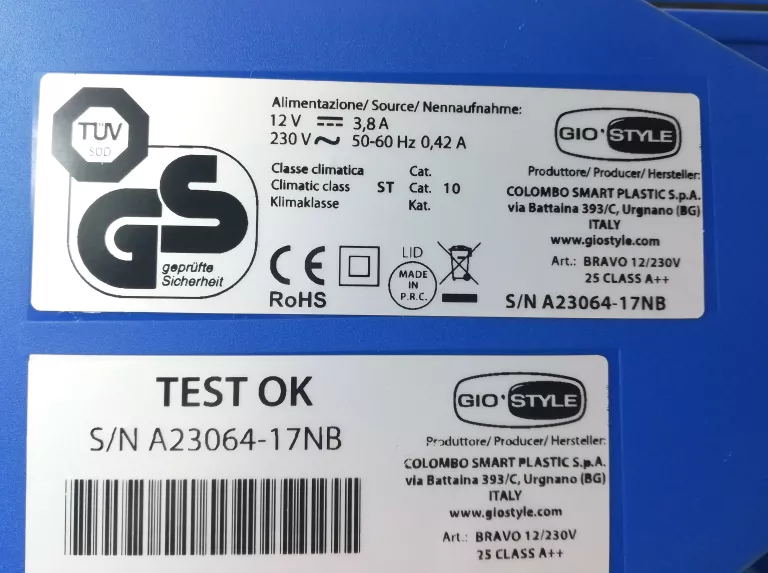 TÜV
SÜD
GS
geprüfte
Sicherheit
Alimentazione/ Source/ Nennaufnahme:
12 V ⎓ 3,8 A
230 V ~ 50-60 Hz 0,42 A
Classe climatica Cat.
Climatic class ST Cat. 10
Klimaklasse Kat.
CE
RoHS
LID
MADE
IN
P.R.C.
GIO'STYLE
Produttore/ Producer/ Hersteller:
COLOMBO SMART PLASTIC S.p.A.
via Battaina 393/C, Urgnano (BG)
ITALY
www.giostyle.com
Art.: BRAVO 12/230V
25 CLASS A++
S/N A23064-17NB
TEST OK
S/N A23064-17NB
GIO'STYLE
Produttore/ Producer/ Hersteller:
COLOMBO SMART PLASTIC S.p.A.
via Battaina 393/C, Urgnano (BG)
ITALY
www.giostyle.com
Art.: BRAVO 12/230V
25 CLASS A++